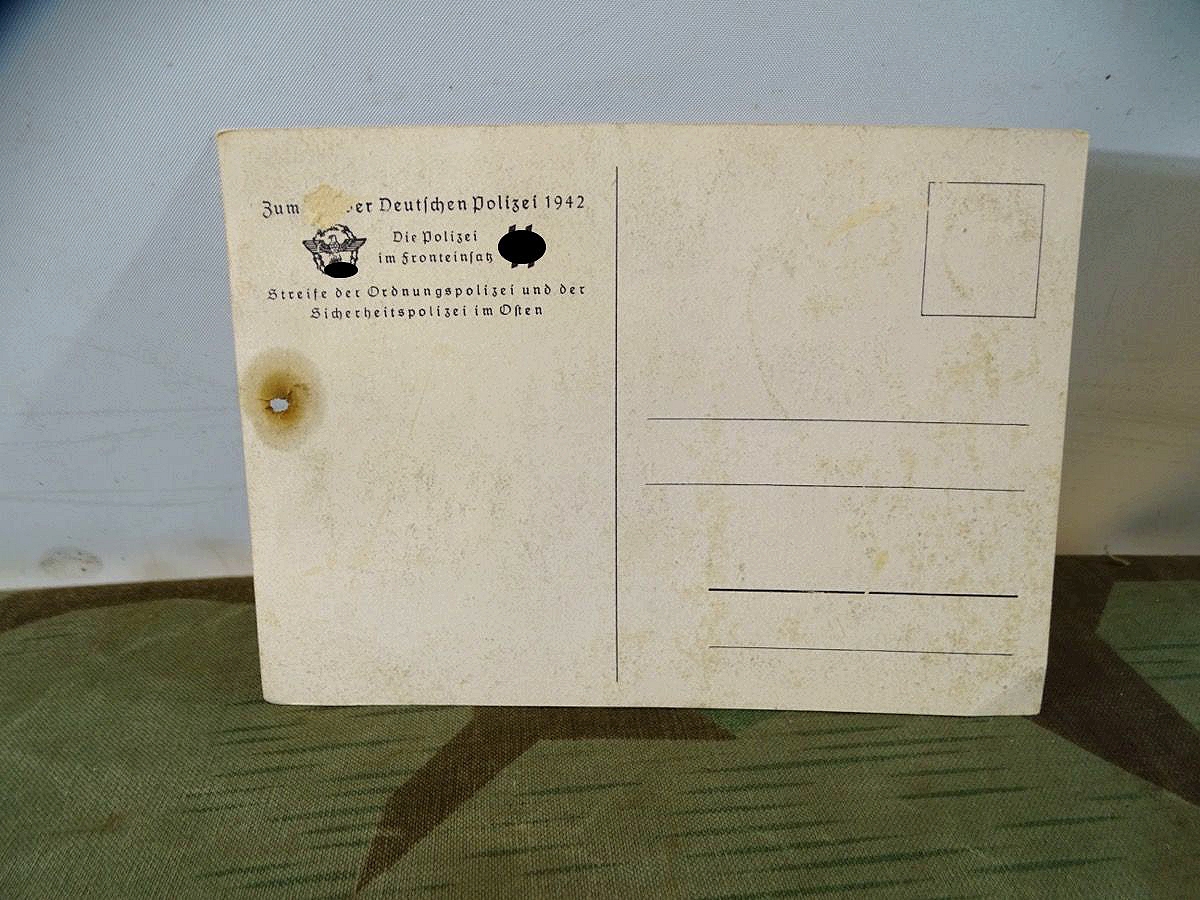 Zum der Deutschen Polizei 1942
Die Polizei
im Fronteinsatz
Streife der Ordnungspolizei und der
Sicherheitspolizei im Osten